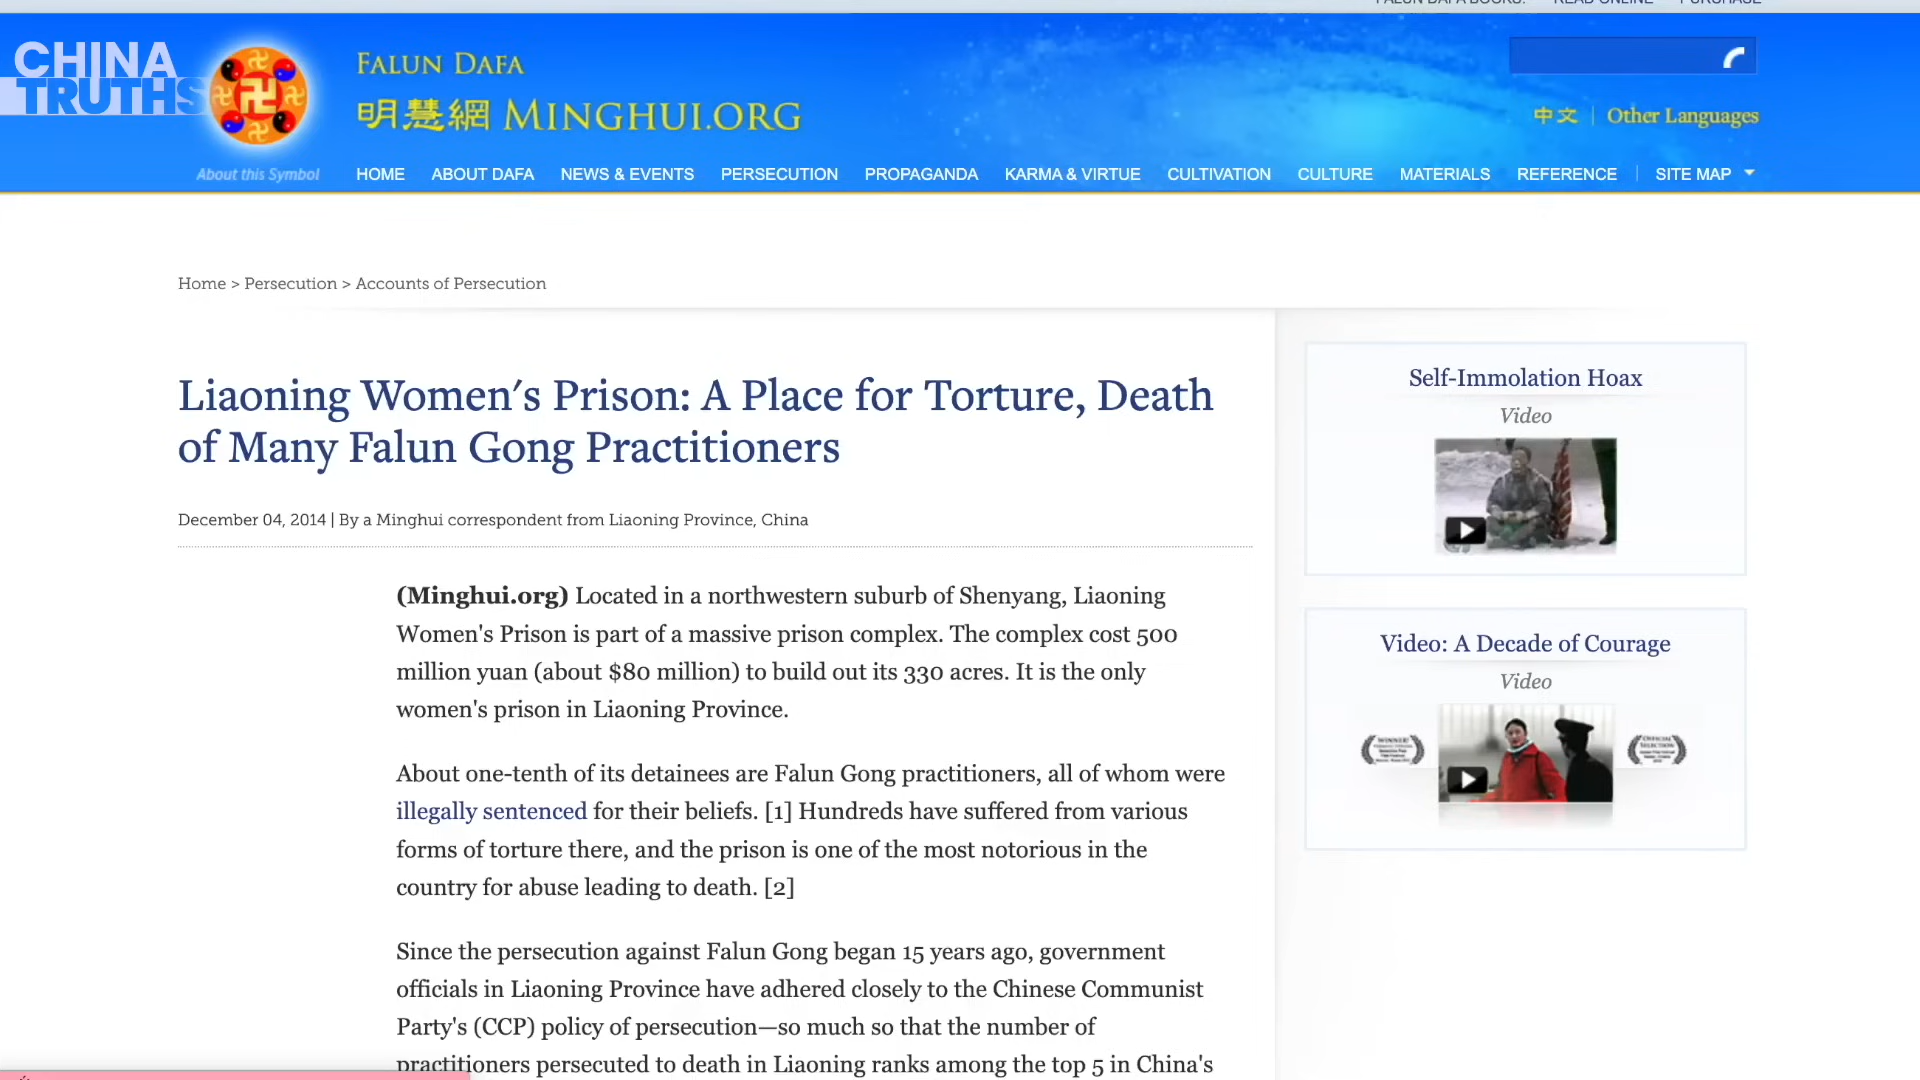 FALUN DAFA BOOKS: READ ONLINE PURCHASE
CHINA
TRUTHS
FALUN DAFA
明慧網 MINGHUI.ORG
中文 | Other Languages
About this Symbol
HOME ABOUT DAFA NEWS & EVENTS PERSECUTION PROPAGANDA KARMA & VIRTUE CULTIVATION CULTURE MATERIALS REFERENCE | SITE MAP
Home > Persecution > Accounts of Persecution
Liaoning Women's Prison: A Place for Torture, Death
of Many Falun Gong Practitioners
December 04, 2014 | By a Minghui correspondent from Liaoning Province, China
(Minghui.org) Located in a northwestern suburb of Shenyang, Liaoning
Women's Prison is part of a massive prison complex. The complex cost 500
million yuan (about $80 million) to build out its 330 acres. It is the only
women's prison in Liaoning Province.
About one-tenth of its detainees are Falun Gong practitioners, all of whom were
illegally sentenced for their beliefs. [1] Hundreds have suffered from various
forms of torture there, and the prison is one of the most notorious in the
country for abuse leading to death. [2]
Since the persecution against Falun Gong began 15 years ago, government
officials in Liaoning Province have adhered closely to the Chinese Communist
Party's (CCP) policy of persecution—so much so that the number of
practitioners persecuted to death in Liaoning ranks among the top 5 in China's
Self-Immolation Hoax
Video
Video: A Decade of Courage
Video
WINNER!
OFFICIAL
SELECTION